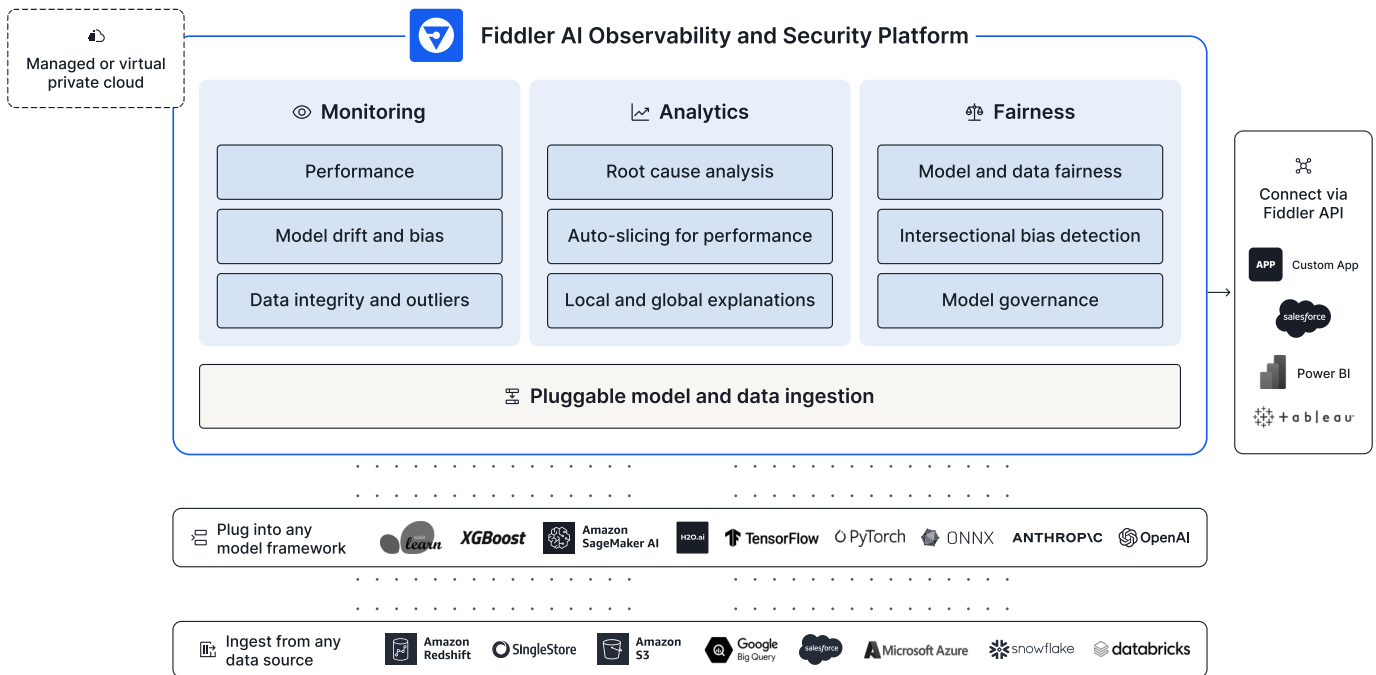 Managed or virtual
private cloud
Fiddler AI Observability and Security Platform
Monitoring
Performance
Model drift and bias
Data integrity and outliers
Analytics
Root cause analysis
Auto-slicing for performance
Local and global explanations
Fairness
Model and data fairness
Intersectional bias detection
Model governance
Pluggable model and data ingestion
Connect via
Fiddler API
APP
Custom App
salesforce
Power BI
+ableau
Plug into any
model framework
scikit
learn
XGBoost
Amazon
SageMaker AI
H2O.ai
TensorFlow
PyTorch
ONNX
ANTHROP\C
OpenAI
Ingest from any
data source
Amazon
Redshift
SingleStore
Amazon
S3
Google
Big Query
salesforce
Microsoft Azure
snowflake
databricks